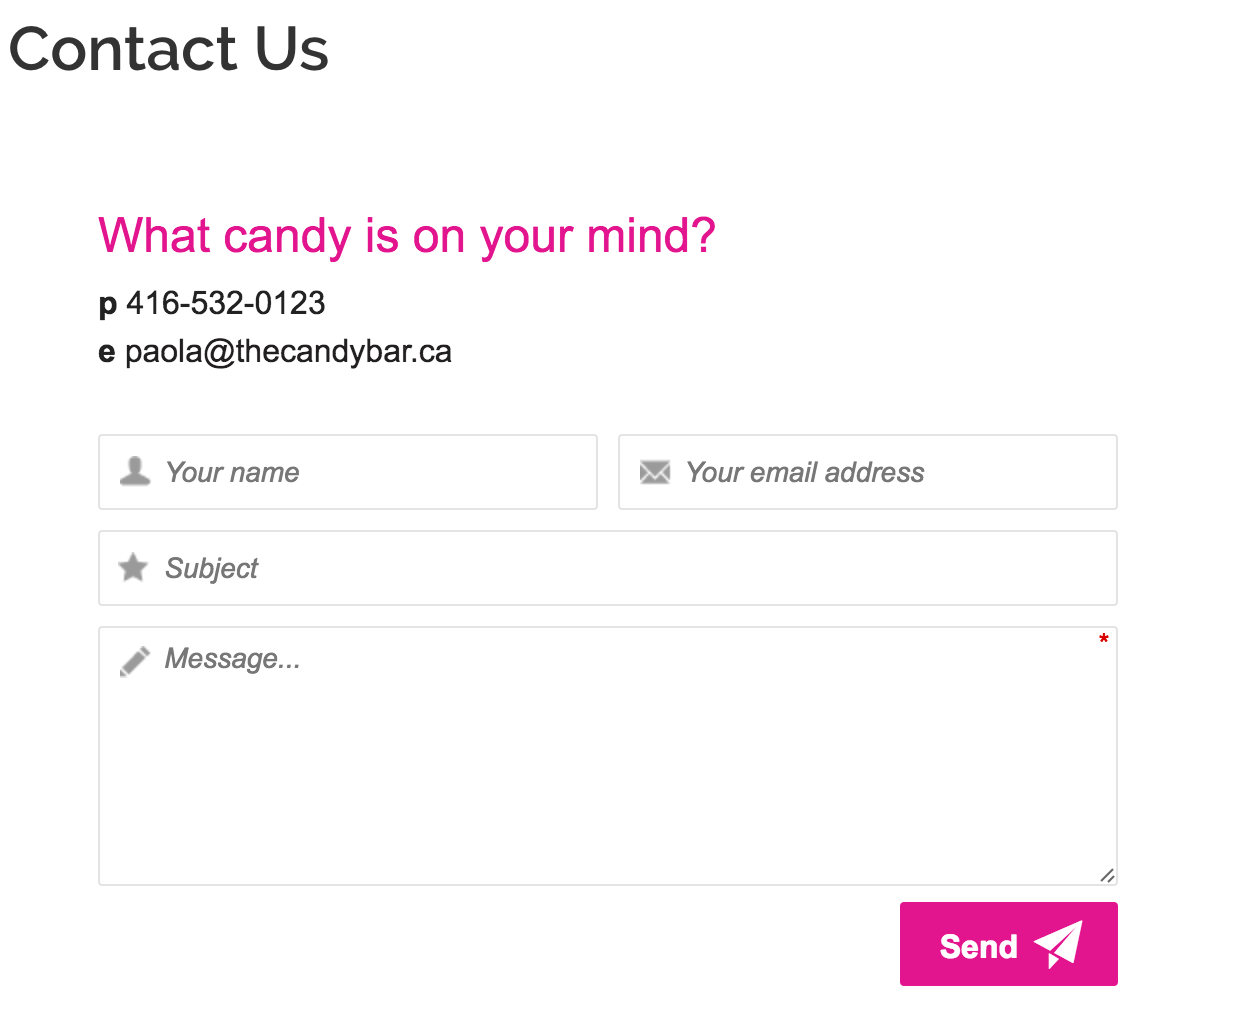 Contact Us
What candy is on your mind?
p 416-532-0123
e paola@thecandybar.ca
Your name
Your email address
Subject
Message...
*
Send